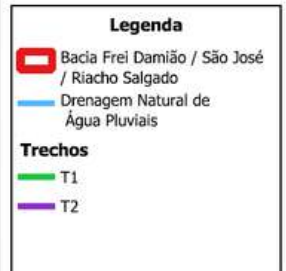 Legenda
Bacia Frei Damião / São José
/ Riacho Salgado
Drenagem Natural de
Água Pluviais
Trechos
T1
T2